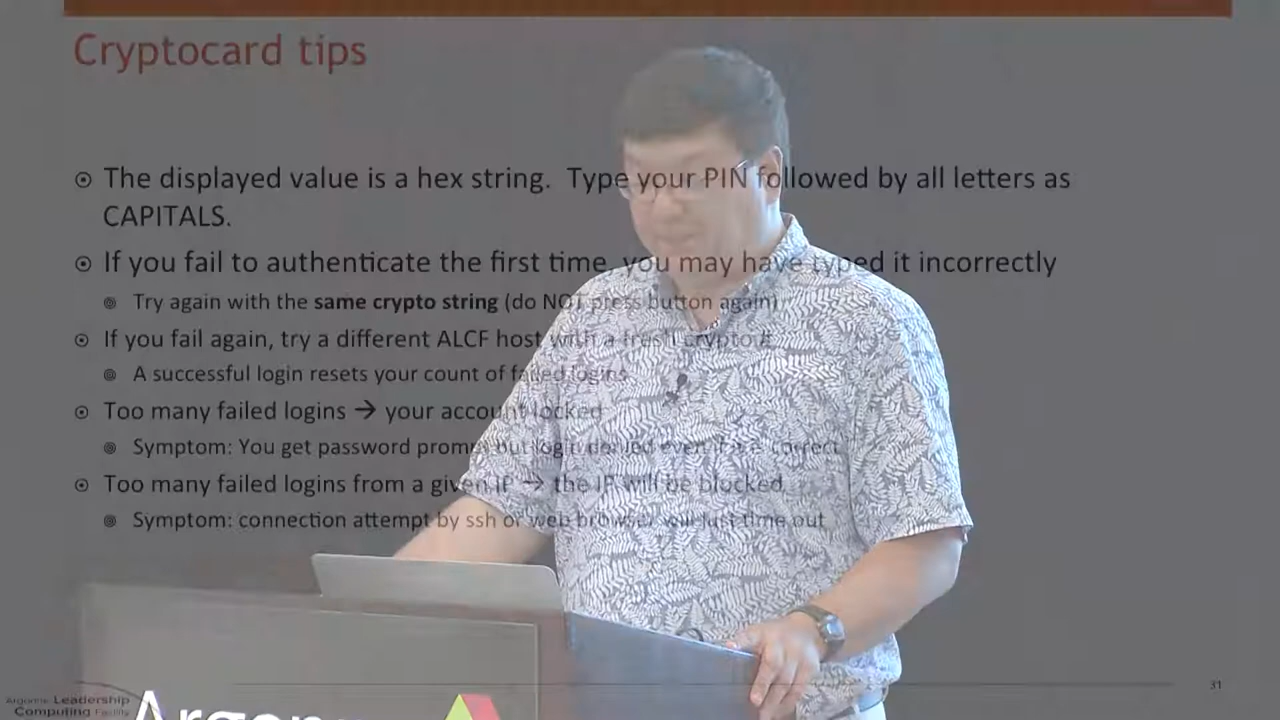 Cryptocard tips
The displayed value is a hex string. Type your PIN followed by all letters as
CAPITALS.
If you fail to authenticate the first time, you may have typed it incorrectly
Try again with the same crypto string (do NOT press button again)
If you fail again, try a different ALCF host with a fresh crypto #
A successful login resets your count of failed logins
Too many failed logins → your account locked
Symptom: You get password prompt but login denied even if it is correct
Too many failed logins from a given IP → the IP will be blocked
Symptom: connection attempt by ssh or web browser will just time out
31
Argonne Leadership
Computing Facility